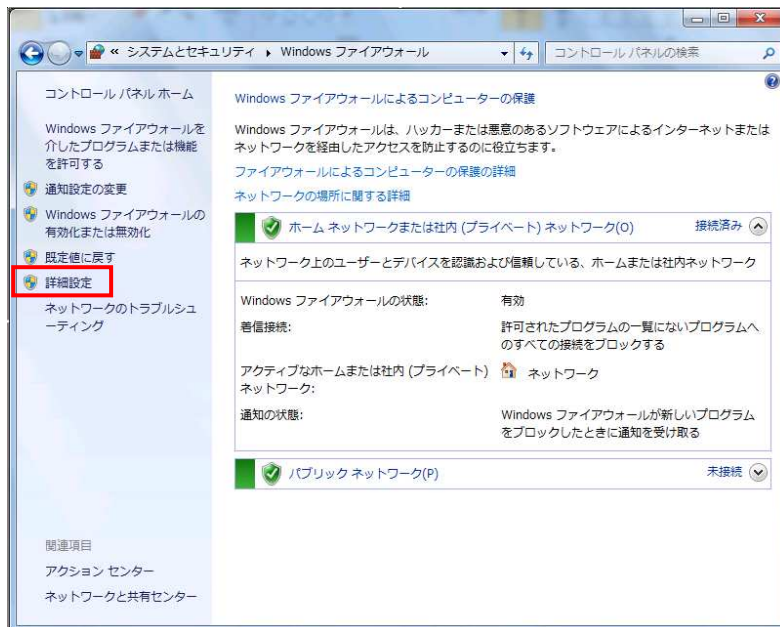 « システムとセキュリティ ▸ Windows ファイアウォール
コントロール パネルの検索
コントロール パネル ホーム
Windows ファイアウォールを
介したプログラムまたは機能
を許可する
通知設定の変更
Windows ファイアウォールの
有効化または無効化
既定値に戻す
詳細設定
ネットワークのトラブルシュ
ーティング
関連項目
アクション センター
ネットワークと共有センター
Windows ファイアウォールによるコンピューターの保護
Windows ファイアウォールは、ハッカーまたは悪意のあるソフトウェアによるインターネットまたは
ネットワークを経由したアクセスを防止するのに役立ちます。
ファイアウォールによるコンピューターの保護の詳細
ネットワークの場所に関する詳細
ホーム ネットワークまたは社内 (プライベート) ネットワーク(O) 接続済み
ネットワーク上のユーザーとデバイスを認識および信頼している、ホームまたは社内ネットワーク
Windows ファイアウォールの状態: 有効
着信接続: 許可されたプログラムの一覧にないプログラムへ
のすべての接続をブロックする
アクティブなホームまたは社内 (プライベート) ネットワーク
ネットワーク:
通知の状態: Windows ファイアウォールが新しいプログラム
をブロックしたときに通知を受け取る
パブリック ネットワーク(P) 未接続